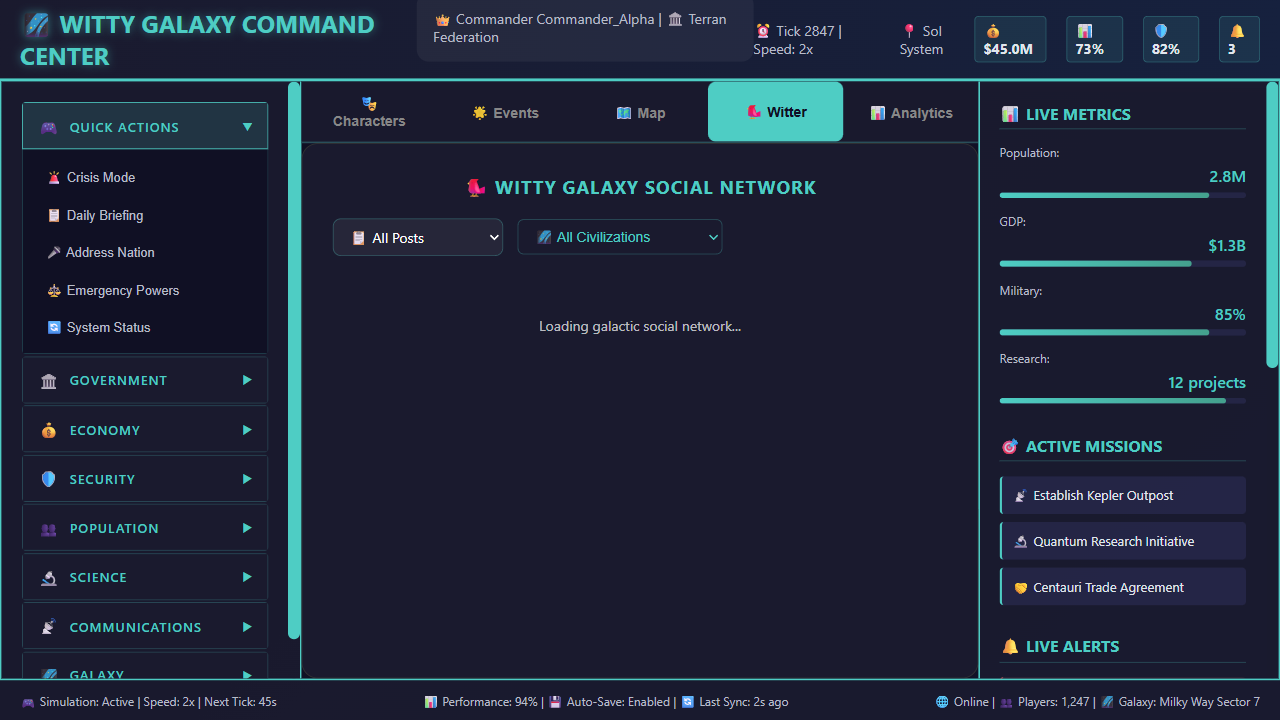 WITTY GALAXY COMMAND
CENTER
Commander Commander_Alpha | Terran
Federation
Tick 2847 |
Speed: 2x
Sol
System
$45.0M
73%
82%
3
QUICK ACTIONS ▼
Crisis Mode
Daily Briefing
Address Nation
Emergency Powers
System Status
GOVERNMENT ▶
ECONOMY ▶
SECURITY ▶
POPULATION ▶
SCIENCE ▶
COMMUNICATIONS ▶
GALAXY ▶
Characters
Events
Map
Witter
Analytics
WITTY GALAXY SOCIAL NETWORK
All Posts
All Civilizations
Loading galactic social network...
LIVE METRICS
Population:
2.8M
GDP:
$1.3B
Military:
85%
Research:
12 projects
ACTIVE MISSIONS
Establish Kepler Outpost
Quantum Research Initiative
Centauri Trade Agreement
LIVE ALERTS
Simulation: Active | Speed: 2x | Next Tick: 45s
Performance: 94% | Auto-Save: Enabled | Last Sync: 2s ago
Online | Players: 1,247 | Galaxy: Milky Way Sector 7